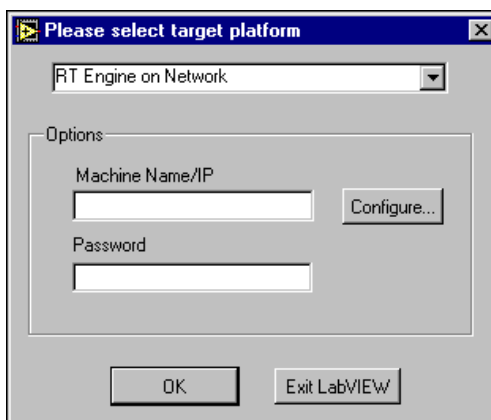 Please select target platform
RT Engine on Network
Options
Machine Name/IP
Configure...
Password
OK Exit LabVIEW